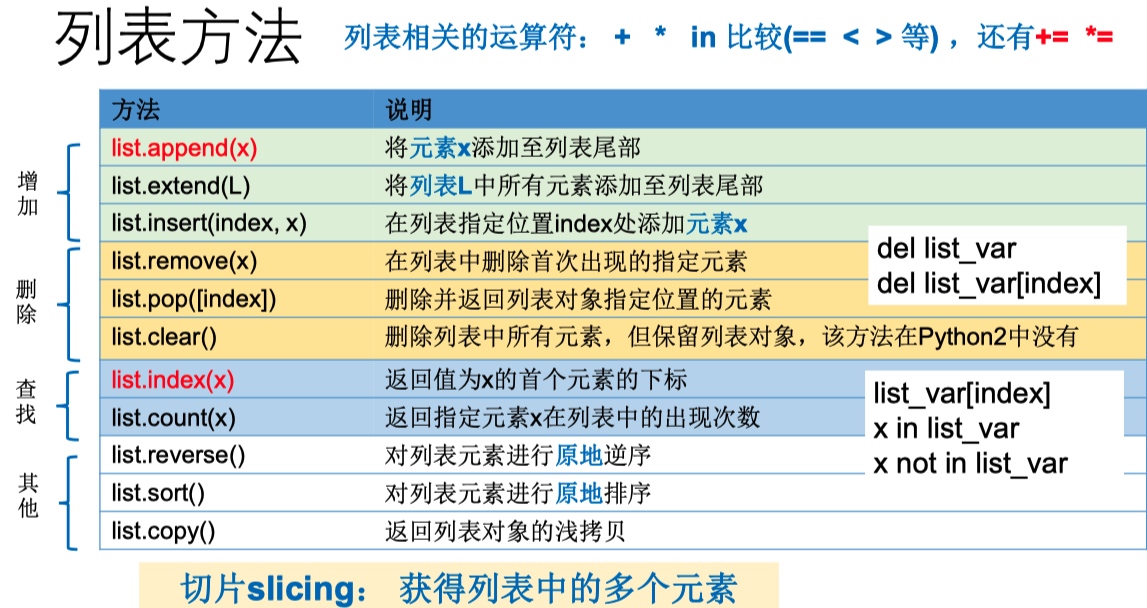 列表方法
列表相关的运算符： + * in 比较(== < > 等) ，还有+= *=
方法 说明
增加
list.append(x) 将元素x添加至列表尾部
list.extend(L) 将列表L中所有元素添加至列表尾部
list.insert(index, x) 在列表指定位置index处添加元素x
删除
list.remove(x) 在列表中删除首次出现的指定元素
list.pop([index]) 删除并返回列表对象指定位置的元素
list.clear() 删除列表中所有元素，但保留列表对象，该方法在Python2中没有
del list_var
del list_var[index]
查找
list.index(x) 返回值为x的首个元素的下标
list.count(x) 返回指定元素x在列表中的出现次数
list_var[index]
x in list_var
x not in list_var
其他
list.reverse() 对列表元素进行原地逆序
list.sort() 对列表元素进行原地排序
list.copy() 返回列表对象的浅拷贝
切片slicing： 获得列表中的多个元素